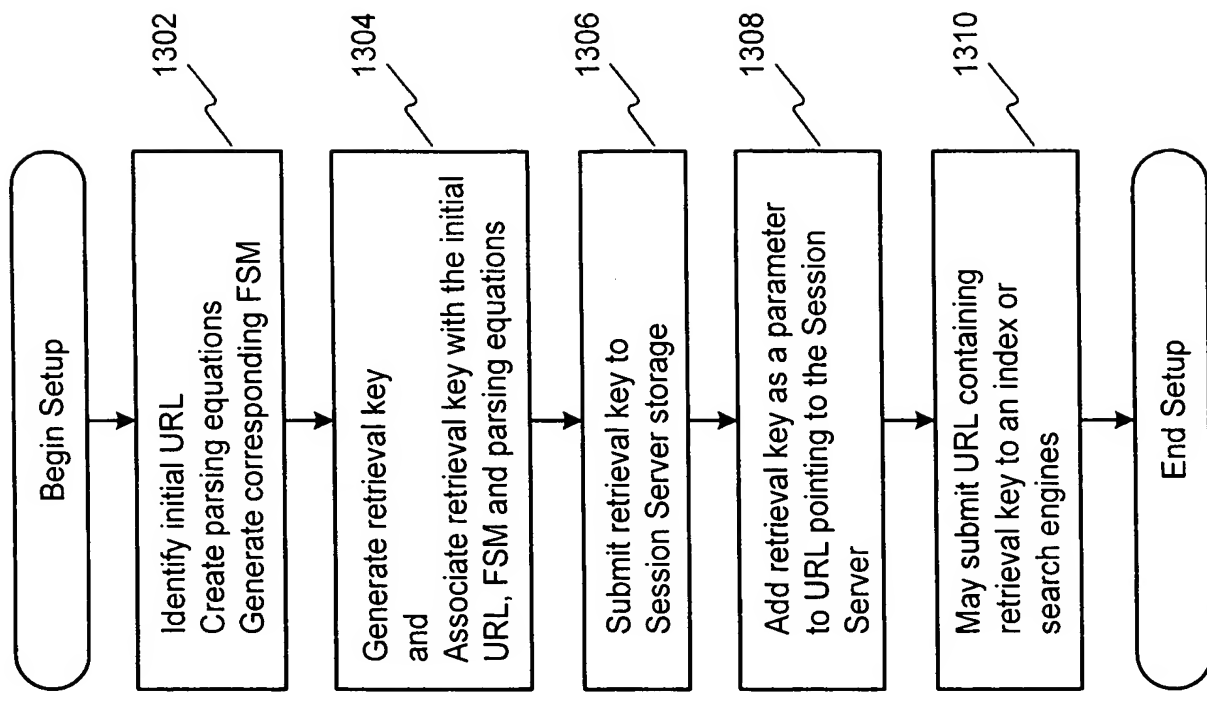 Begin Setup
1302
Identify initial URL
Create parsing equations
Generate corresponding FSM
1304
Generate retrieval key
and
Associate retrieval key with the initial
URL, FSM and parsing equations
1306
Submit retrieval key to
Session Server storage
1308
Add retrieval key as a parameter
to URL pointing to the Session
Server
1310
May submit URL containing
retrieval key to an index or
search engines
End Setup